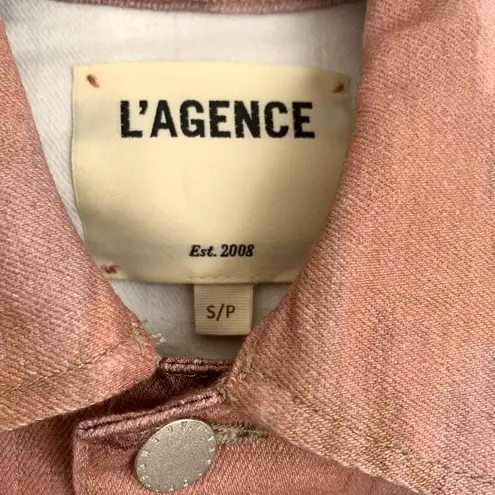 L'AGENCE
Est. 2008
S/P